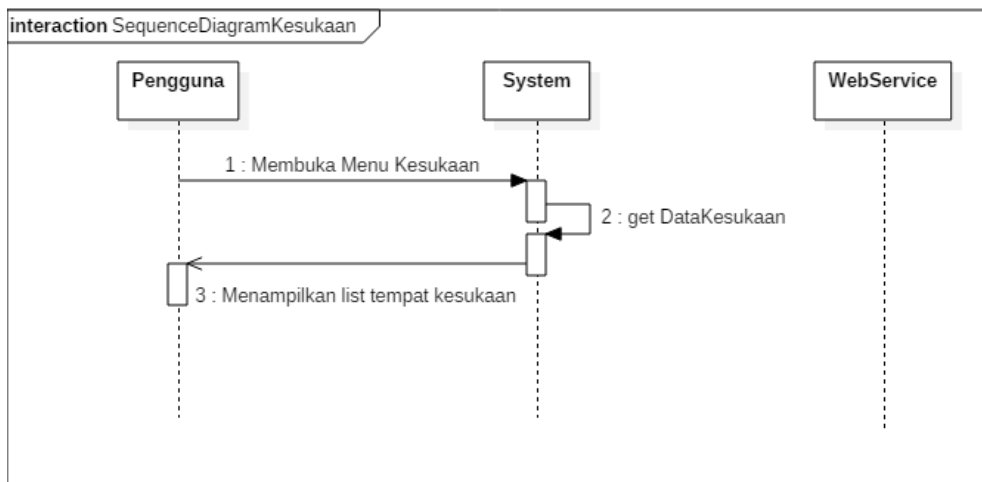 interaction SequenceDiagramKesukaan
Pengguna
System
WebService
1 : Membuka Menu Kesukaan
2 : get DataKesukaan
3 : Menampilkan list tempat kesukaan